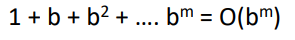 1 + b + b² + .... bᵐ = O(bᵐ)